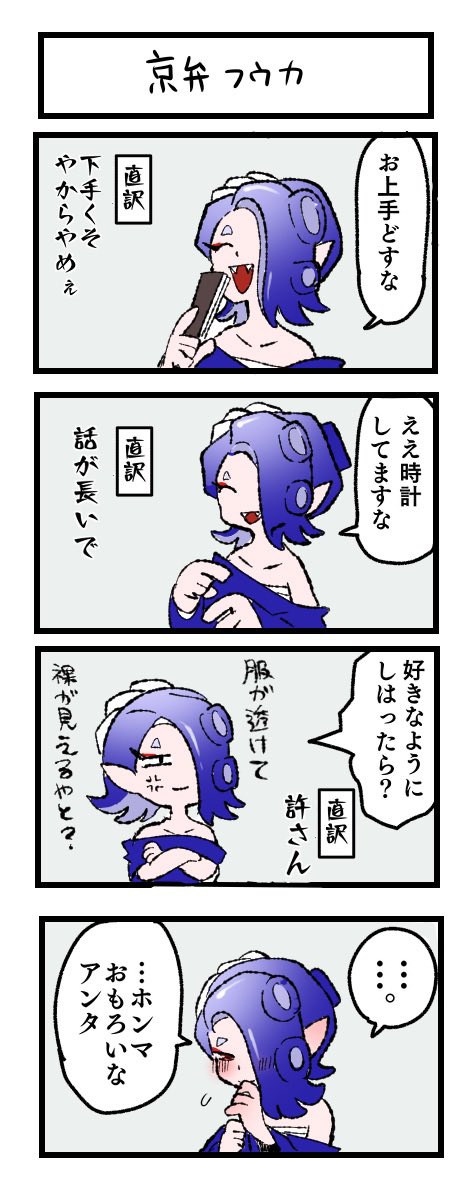 京弁フウカ
お上手どすな
直訳
下手くそ
やからやめぇ
ええ時計
してますな
直訳
話が長いで
好きなように
しはったら？
服が透けて
裸が見えるやと？
直訳
許さん
……。
…ホンマ
おもろいな
アンタ